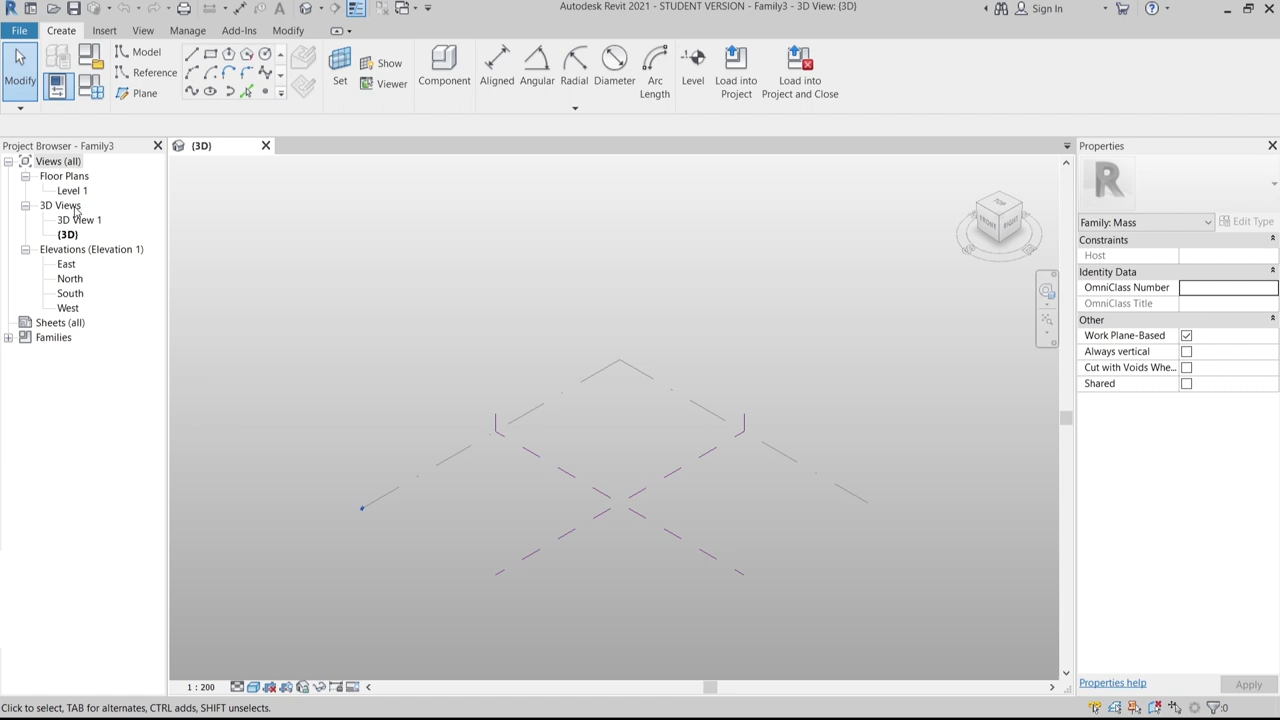 Autodesk Revit 2021 - STUDENT VERSION - Family3 - 3D View: {3D}
Sign In
File Create Insert View Manage Add-Ins Modify
Modify
Model
Reference
Plane
Set
Show
Viewer
Component
Aligned Angular Radial Diameter Arc Length
Level
Load into Project
Load into Project and Close
Project Browser - Family3
{3D}
Properties
Views (all)
Floor Plans
Level 1
3D Views
3D View 1
{3D}
Elevations (Elevation 1)
East
North
South
West
Sheets (all)
Families
TOP
FRONT
RIGHT
R
Family: Mass
Edit Type
Constraints
Host
Identity Data
OmniClass Number
OmniClass Title
Other
Work Plane-Based
Always vertical
Cut with Voids Whe...
Shared
Properties help
Apply
1 : 200
Click to select, TAB for alternates, CTRL adds, SHIFT unselects.
:0